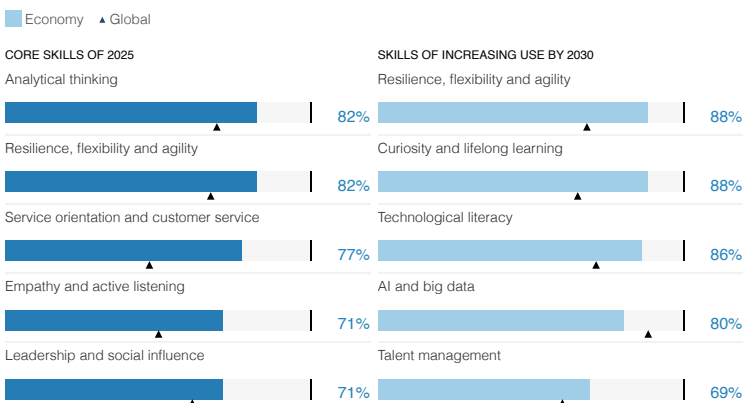 Economy Global
CORE SKILLS OF 2025
Analytical thinking
82%
Resilience, flexibility and agility
82%
Service orientation and customer service
77%
Empathy and active listening
71%
Leadership and social influence
71%
SKILLS OF INCREASING USE BY 2030
Resilience, flexibility and agility
88%
Curiosity and lifelong learning
88%
Technological literacy
86%
AI and big data
80%
Talent management
69%